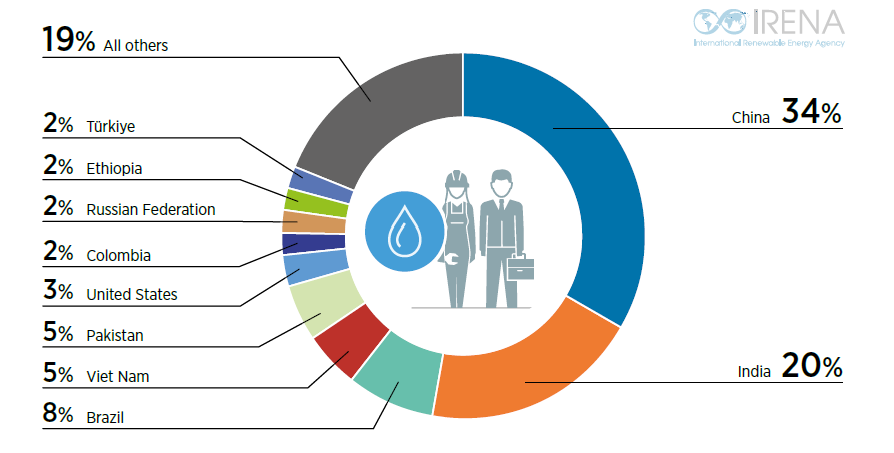 IRENA
International Renewable Energy Agency
19% All others
2% Türkiye
2% Ethiopia
2% Russian Federation
2% Colombia
3% United States
5% Pakistan
5% Viet Nam
8% Brazil
China 34%
India 20%